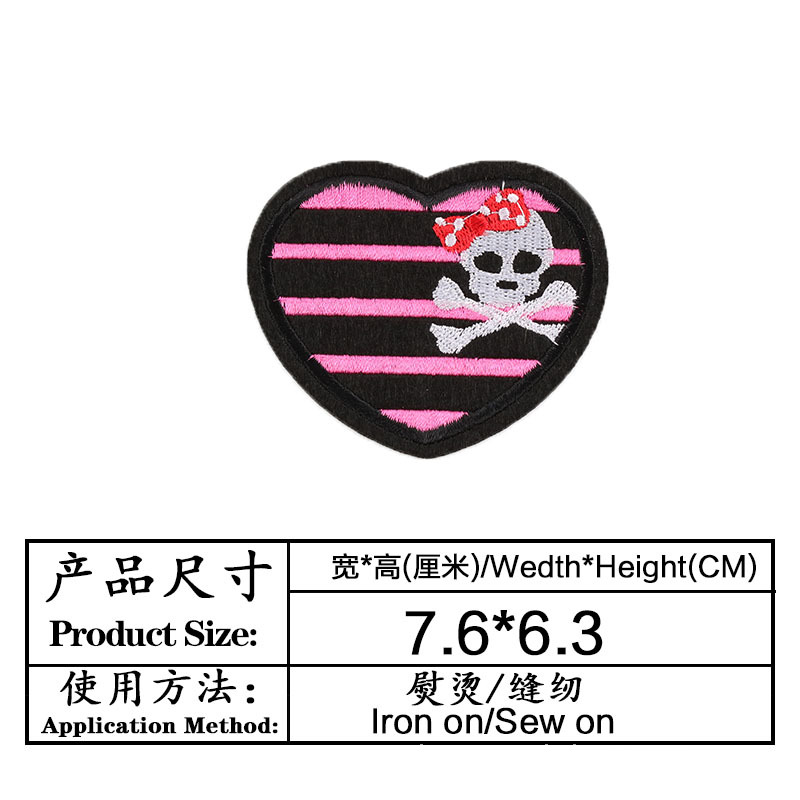 产品尺寸
Product Size:
宽*高(厘米)/Wedth*Height(CM)
7.6*6.3
使用方法:
Application Method:
熨烫/缝纫
Iron on/Sew on